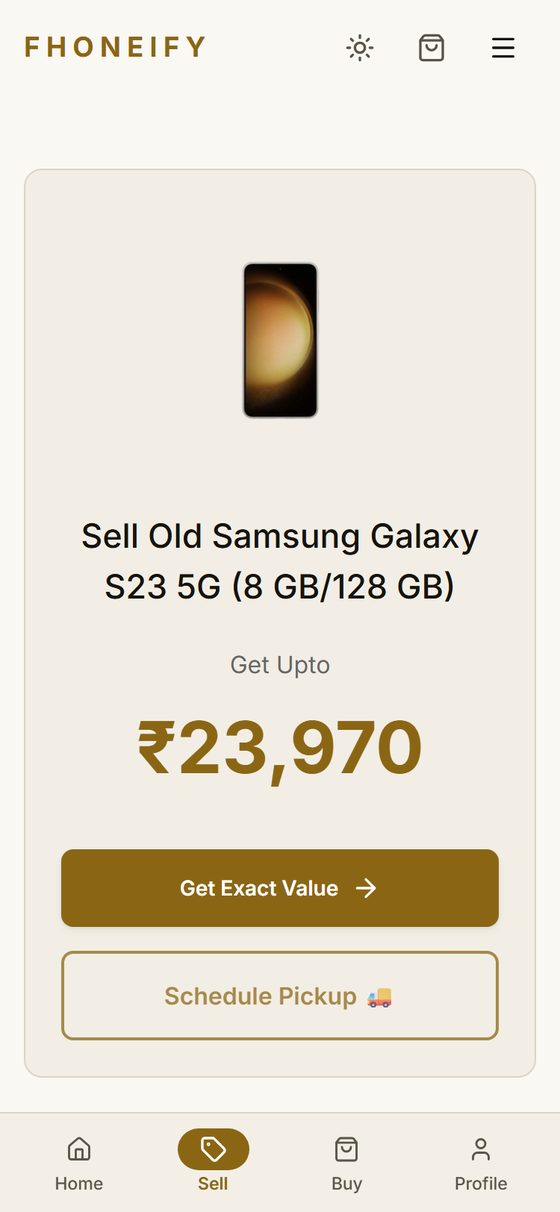 FHONEIFY
Sell Old Samsung Galaxy
S23 5G (8 GB/128 GB)
Get Upto
₹23,970
Get Exact Value →
Schedule Pickup 🚚
Home
Sell
Buy
Profile